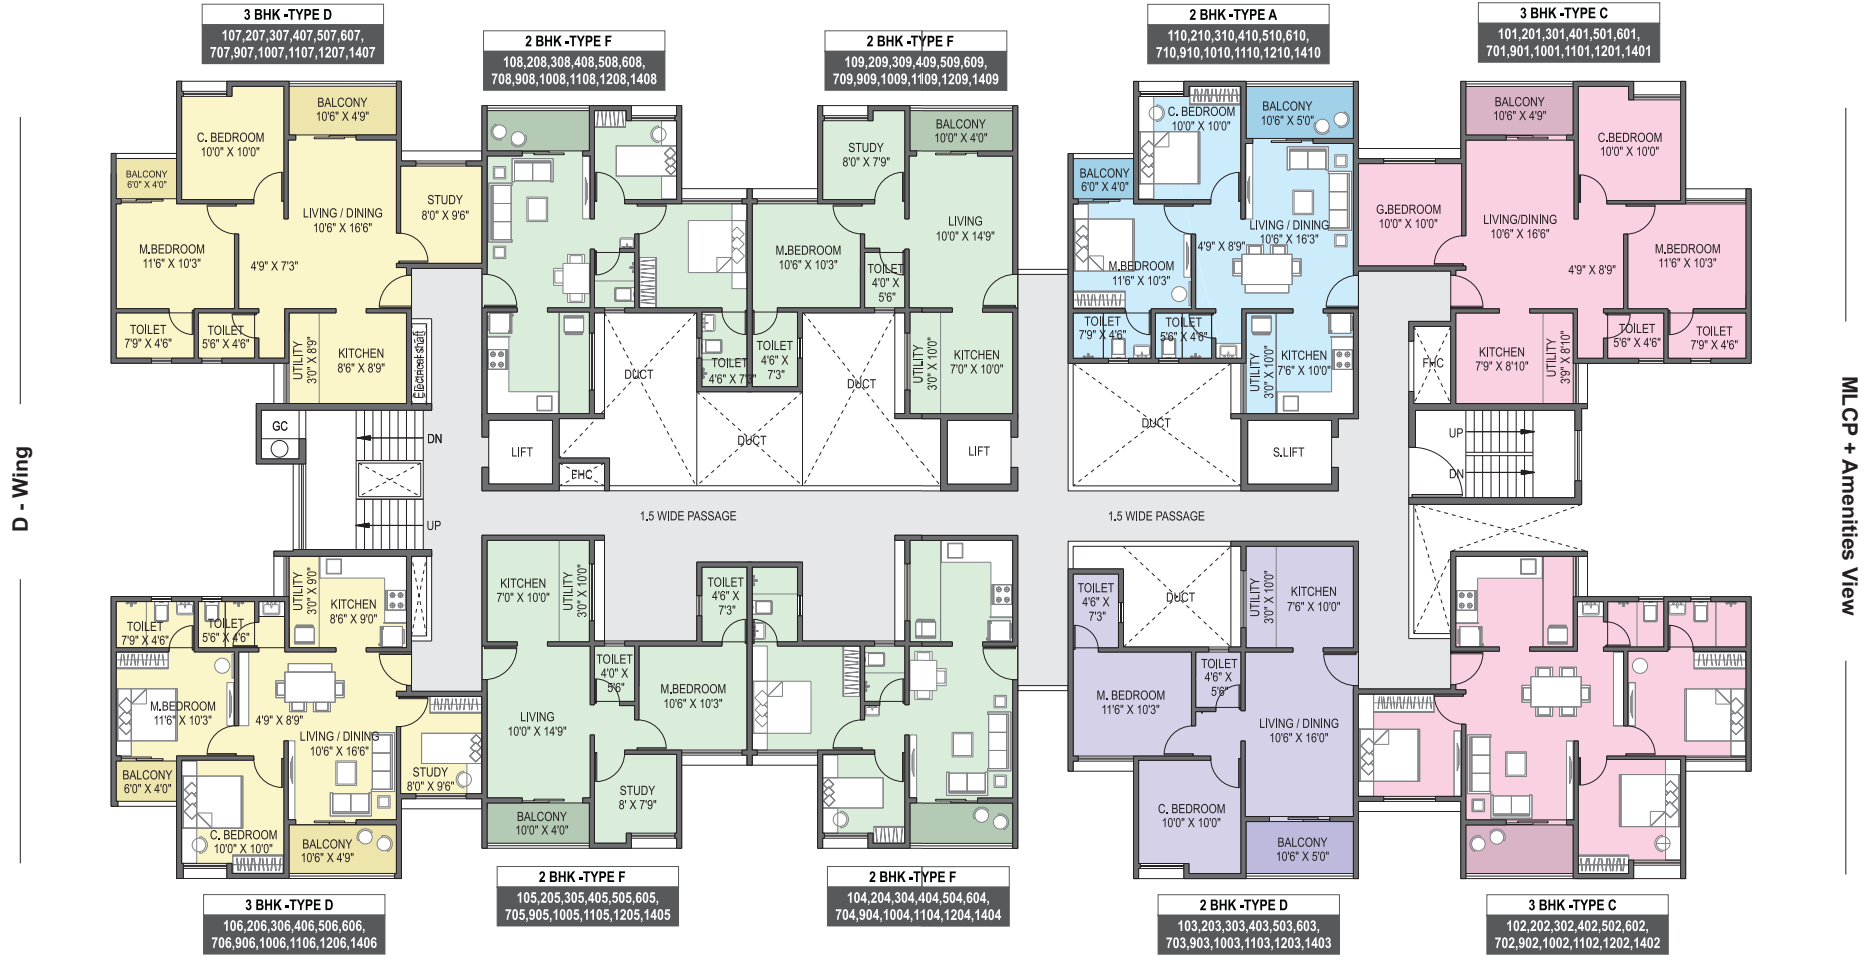 3 BHK -TYPE D
107,207,307,407,507,607,
707,907,1007,1107,1207,1407
2 BHK -TYPE F
108,208,308,408,508,608,
708,908,1008,1108,1208,1408
2 BHK -TYPE F
109,209,309,409,509,609,
709,909,1009,1109,1209,1409
2 BHK -TYPE A
110,210,310,410,510,610,
710,910,1010,1110,1210,1410
3 BHK -TYPE C
101,201,301,401,501,601,
701,901,1001,1101,1201,1401
D - Wing
MLCP + Amenities View
BALCONY
10'6" X 4'9"
C. BEDROOM
10'0" X 10'0"
BALCONY
6'0" X 4'0"
STUDY
8'0" X 9'6"
LIVING / DINING
10'6" X 16'6"
M.BEDROOM
11'6" X 10'3"
4'9" X 7'3"
TOILET
7'9" X 4'6"
TOILET
5'6" X 4'6"
UTILITY
3'0" X 8'9"
KITCHEN
8'6" X 8'9"
Electrical shaft
STUDY
8'0" X 7'9"
BALCONY
10'0" X 4'0"
LIVING
10'0" X 14'9"
M.BEDROOM
10'6" X 10'3"
TOILET
4'0" X
5'6"
TOILET
4'6" X 7'3"
TOILET
4'6" X
7'3"
UTILITY
3'0" X 10'0"
KITCHEN
7'0" X 10'0"
DUCT
DUCT
DUCT
C. BEDROOM
10'0" X 10'0"
BALCONY
10'6" X 5'0"
BALCONY
6'0" X 4'0"
LIVING / DINING
10'6" X 16'3"
4'9" X 8'9"
M.BEDROOM
11'6" X 10'3"
TOILET
7'9" X 4'6"
TOILET
5'6" X 4'6"
UTILITY
3'0" X 10'0"
KITCHEN
7'6" X 10'0"
DUCT
BALCONY
10'6" X 4'9"
C.BEDROOM
10'0" X 10'0"
G.BEDROOM
10'0" X 10'0"
LIVING/DINING
10'6" X 16'6"
M.BEDROOM
11'6" X 10'3"
4'9" X 8'9"
TOILET
5'6" X 4'6"
TOILET
7'9" X 4'6"
KITCHEN
7'9" X 8'10"
UTILITY
3'9" X 8'10"
FHC
GC
DN
UP
LIFT
FHC
LIFT
S.LIFT
UP
DN
1.5 WIDE PASSAGE
1.5 WIDE PASSAGE
UTILITY
3'0" X 9'0"
KITCHEN
8'6" X 9'0"
TOILET
7'9" X 4'6"
TOILET
5'6" X 4'6"
M.BEDROOM
11'6" X 10'3"
4'9" X 8'9"
LIVING / DINING
10'6" X 16'6"
BALCONY
6'0" X 4'0"
STUDY
8'0" X 9'6"
C. BEDROOM
10'0" X 10'0"
BALCONY
10'6" X 4'9"
KITCHEN
7'0" X 10'0"
UTILITY
3'0" X 10'0"
TOILET
4'6" X
7'3"
TOILET
4'0" X
5'6"
M.BEDROOM
10'6" X 10'3"
LIVING
10'0" X 14'9"
STUDY
8' X 7'9"
BALCONY
10'0" X 4'0"
TOILET
4'6" X
7'3"
DUCT
UTILITY
3'0" X 10'0"
KITCHEN
7'6" X 10'0"
TOILET
4'6" X
5'6"
M. BEDROOM
11'6" X 10'3"
LIVING / DINING
10'6" X 16'0"
C. BEDROOM
10'0" X 10'0"
BALCONY
10'6" X 5'0"
3 BHK -TYPE D
106,206,306,406,506,606,
706,906,1006,1106,1206,1406
2 BHK -TYPE F
105,205,305,405,505,605,
705,905,1005,1105,1205,1405
2 BHK -TYPE F
104,204,304,404,504,604,
704,904,1004,1104,1204,1404
2 BHK -TYPE D
103,203,303,403,503,603,
703,903,1003,1103,1203,1403
3 BHK -TYPE C
102,202,302,402,502,602,
702,902,1002,1102,1202,1402